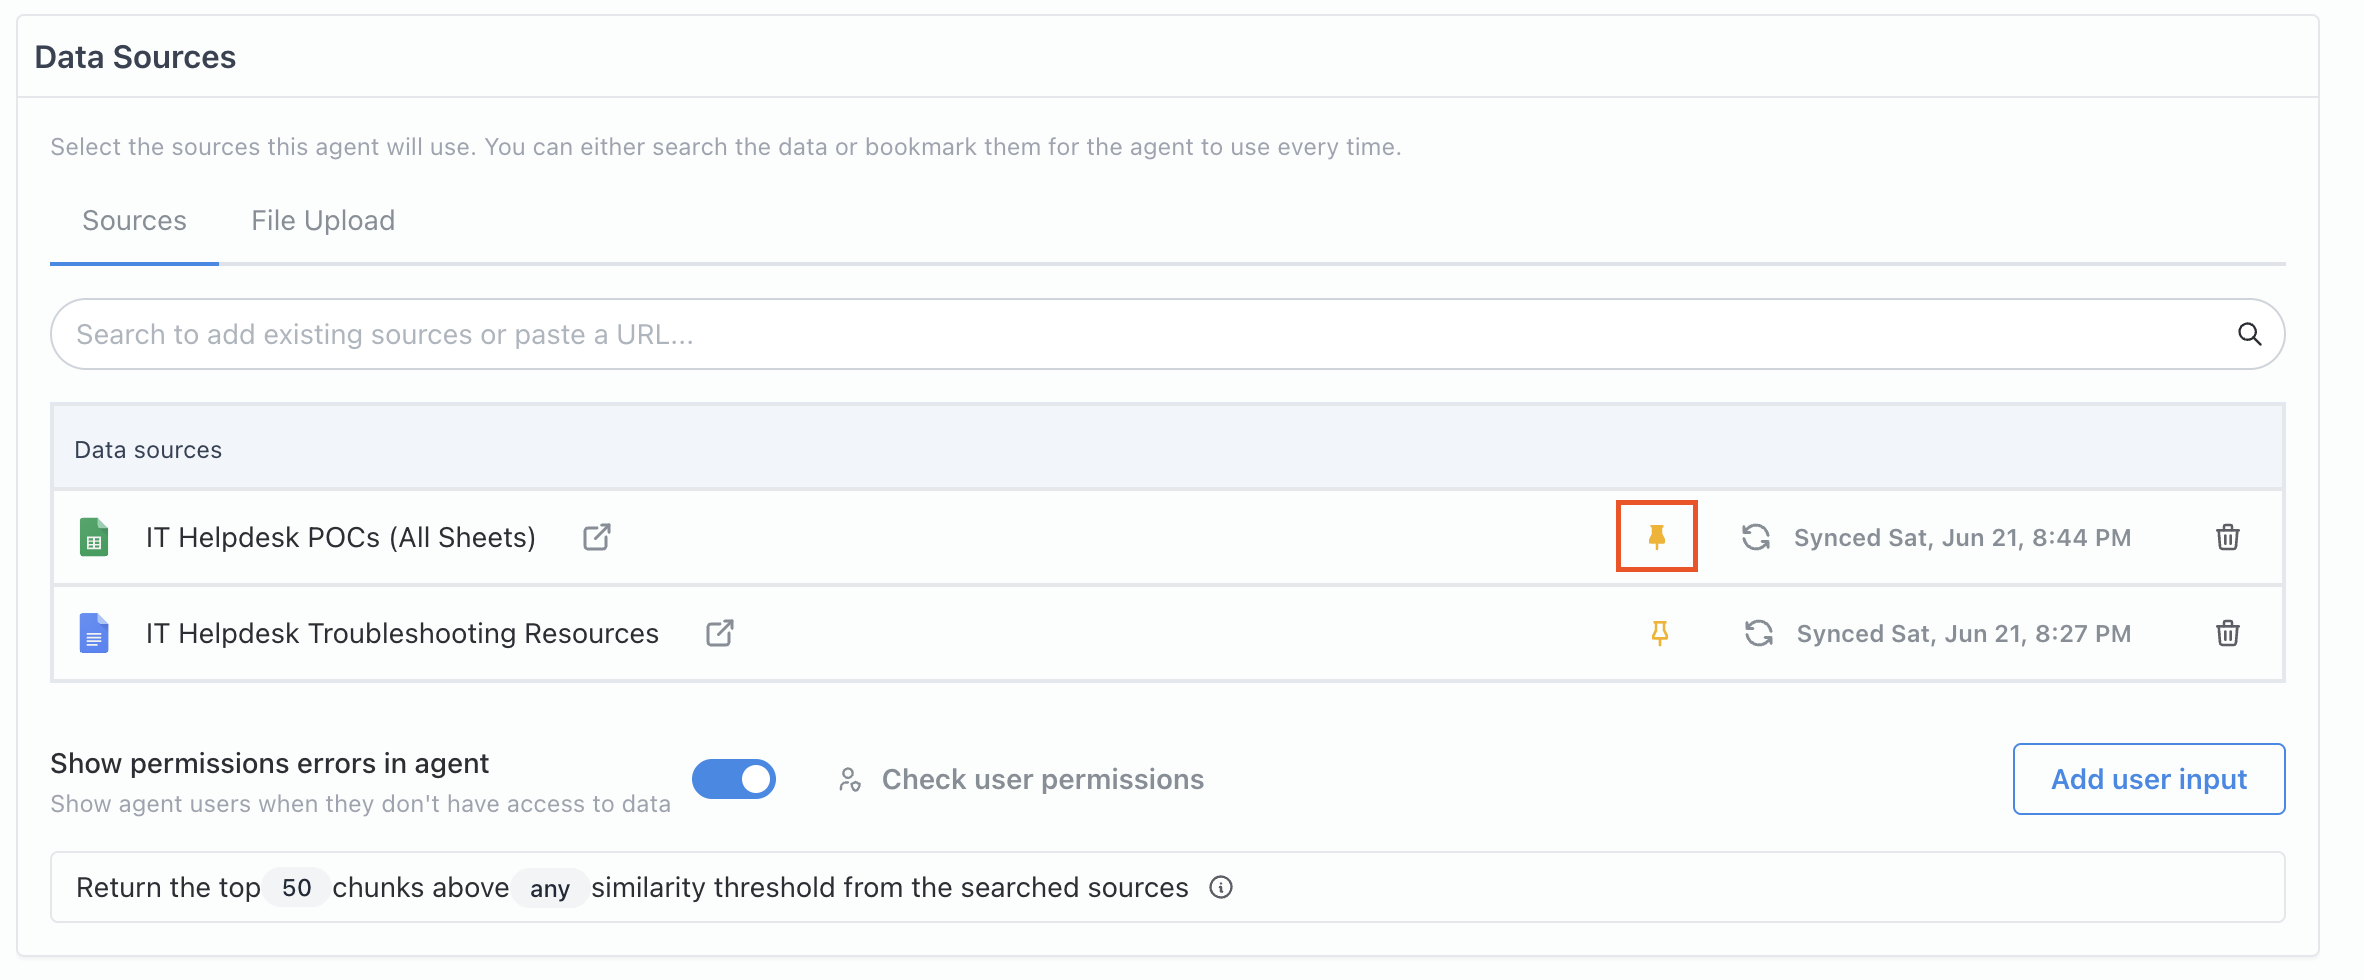 Data Sources
Select the sources this agent will use. You can either search the data or bookmark them for the agent to use every time.
Sources File Upload
Search to add existing sources or paste a URL...
Data sources
IT Helpdesk POCs (All Sheets) Synced Sat, Jun 21, 8:44 PM
IT Helpdesk Troubleshooting Resources Synced Sat, Jun 21, 8:27 PM
Show permissions errors in agent
Show agent users when they don't have access to data
Check user permissions
Add user input
Return the top 50 chunks above any similarity threshold from the searched sources